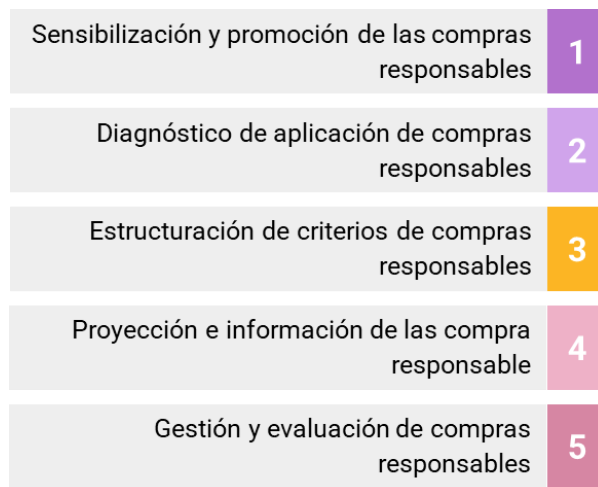 Sensibilización y promoción de las compras
responsables
1
Diagnóstico de aplicación de compras
responsables
2
Estructuración de criterios de compras
responsables
3
Proyección e información de las compra
responsable
4
Gestión y evaluación de compras
responsables
5